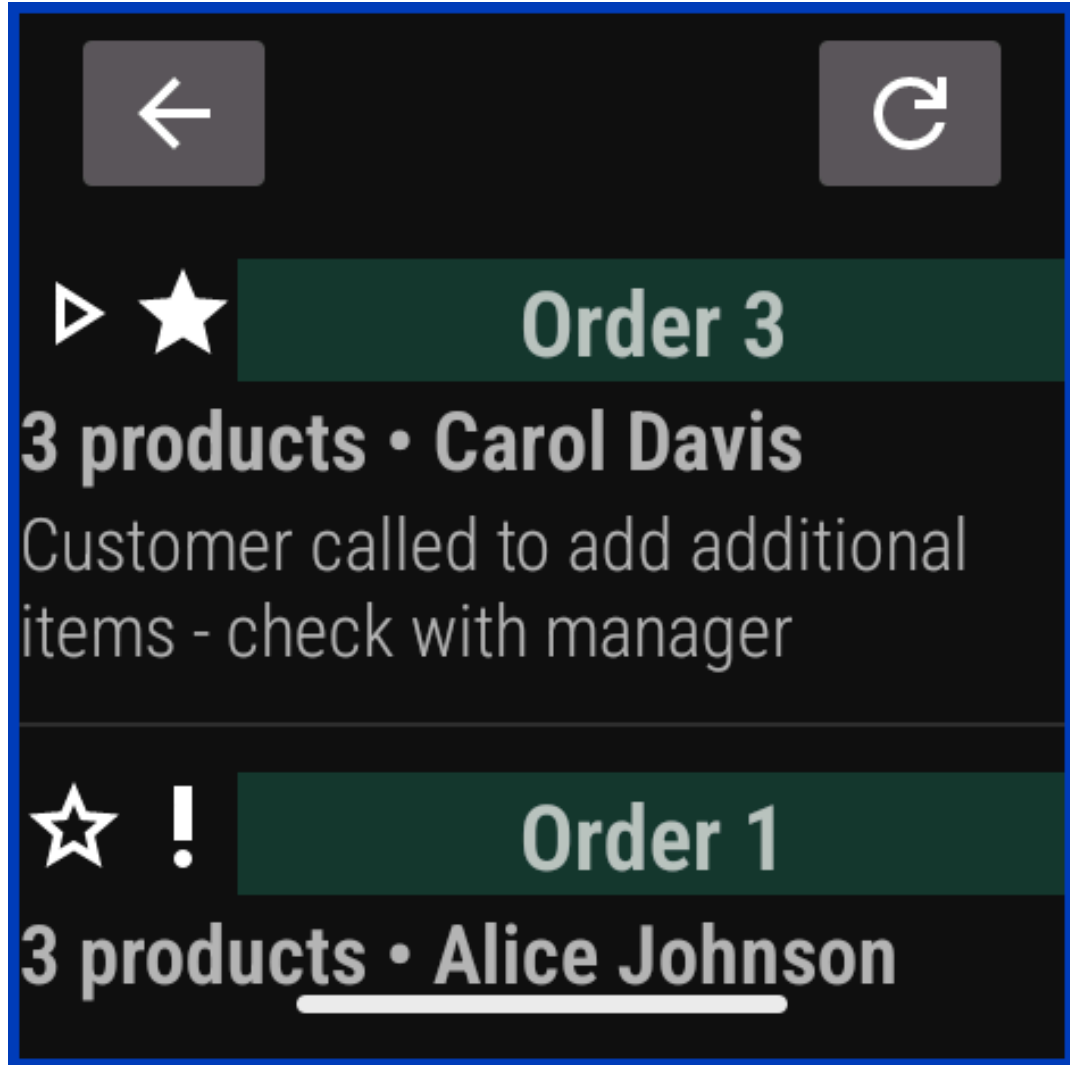 Order 3
3 products • Carol Davis
Customer called to add additional
items - check with manager
Order 1
3 products • Alice Johnson